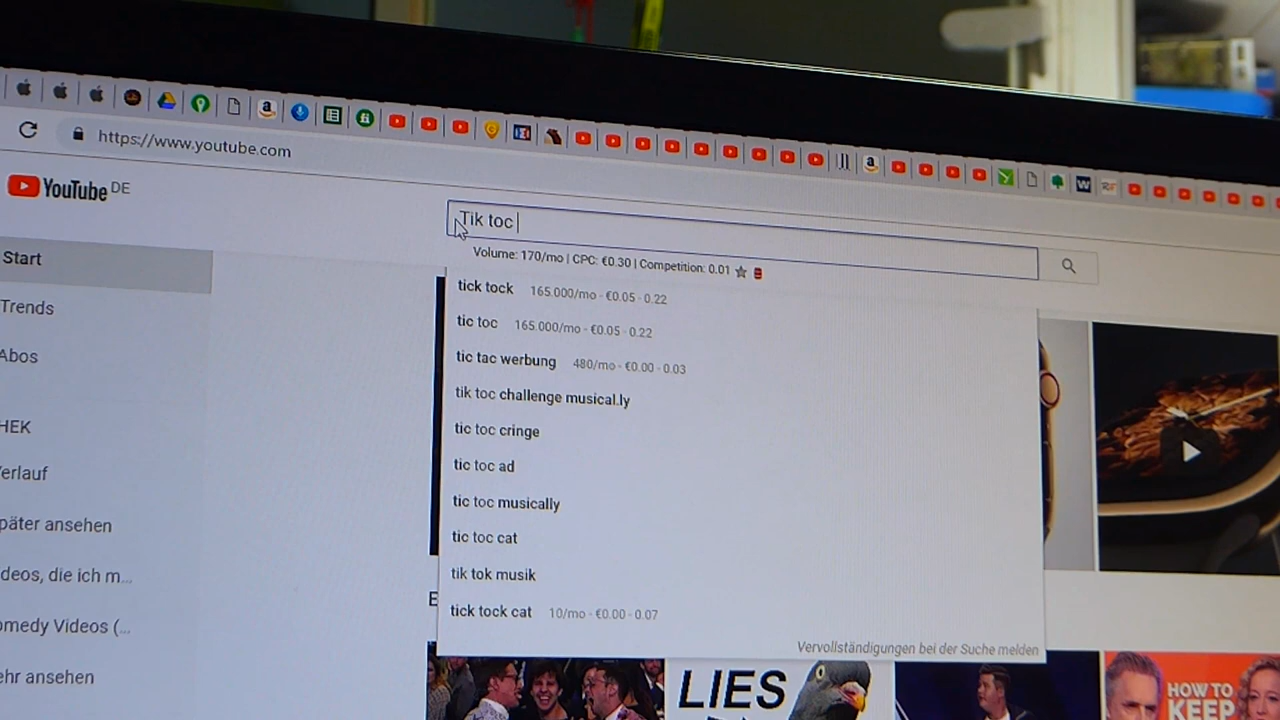 https://www.youtube.com
YouTube DE
Tik toc
Volume: 170/mo | CPC: €0.30 | Competition: 0.01
Start
Trends
Abos
HEK
erlauf
päter ansehen
deos, die ich m...
omedy Videos (...
ehr ansehen
tick tock 165.000/mo - €0.05 - 0.22
tic toc 165.000/mo - €0.05 - 0.22
tic tac werbung 480/mo - €0.00 - 0.03
tik toc challenge musical.ly
tic toc cringe
tic toc ad
tic toc musically
tic toc cat
tik tok musik
tick tock cat 10/mo - €0.00 - 0.07
Vervollständigungen bei der Suche melden
E
LIES
HOW TO
KEEP